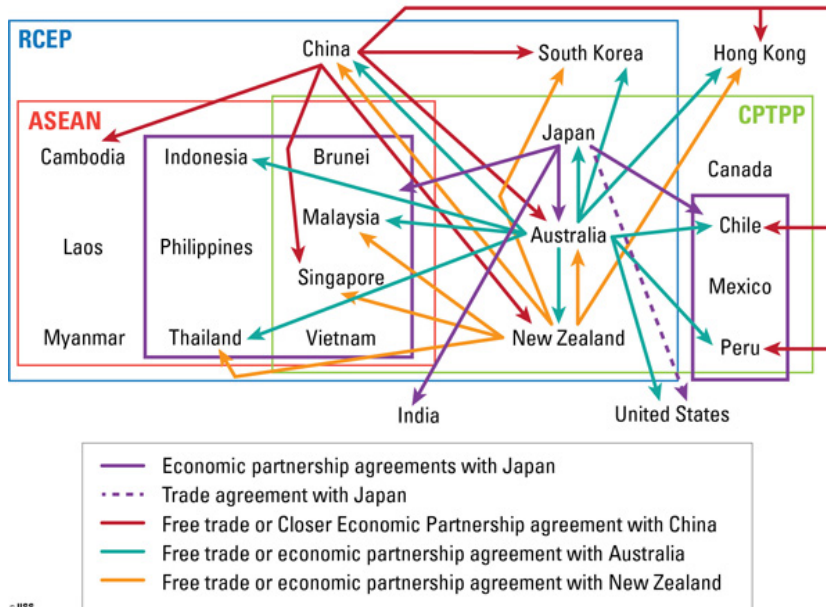 RCEP
China
South Korea
Hong Kong
ASEAN
CPTPP
Cambodia
Indonesia
Brunei
Japan
Canada
Laos
Philippines
Malaysia
Australia
Chile
Singapore
Mexico
Myanmar
Thailand
Vietnam
New Zealand
Peru
India
United States
Economic partnership agreements with Japan
Trade agreement with Japan
Free trade or Closer Economic Partnership agreement with China
Free trade or economic partnership agreement with Australia
Free trade or economic partnership agreement with New Zealand